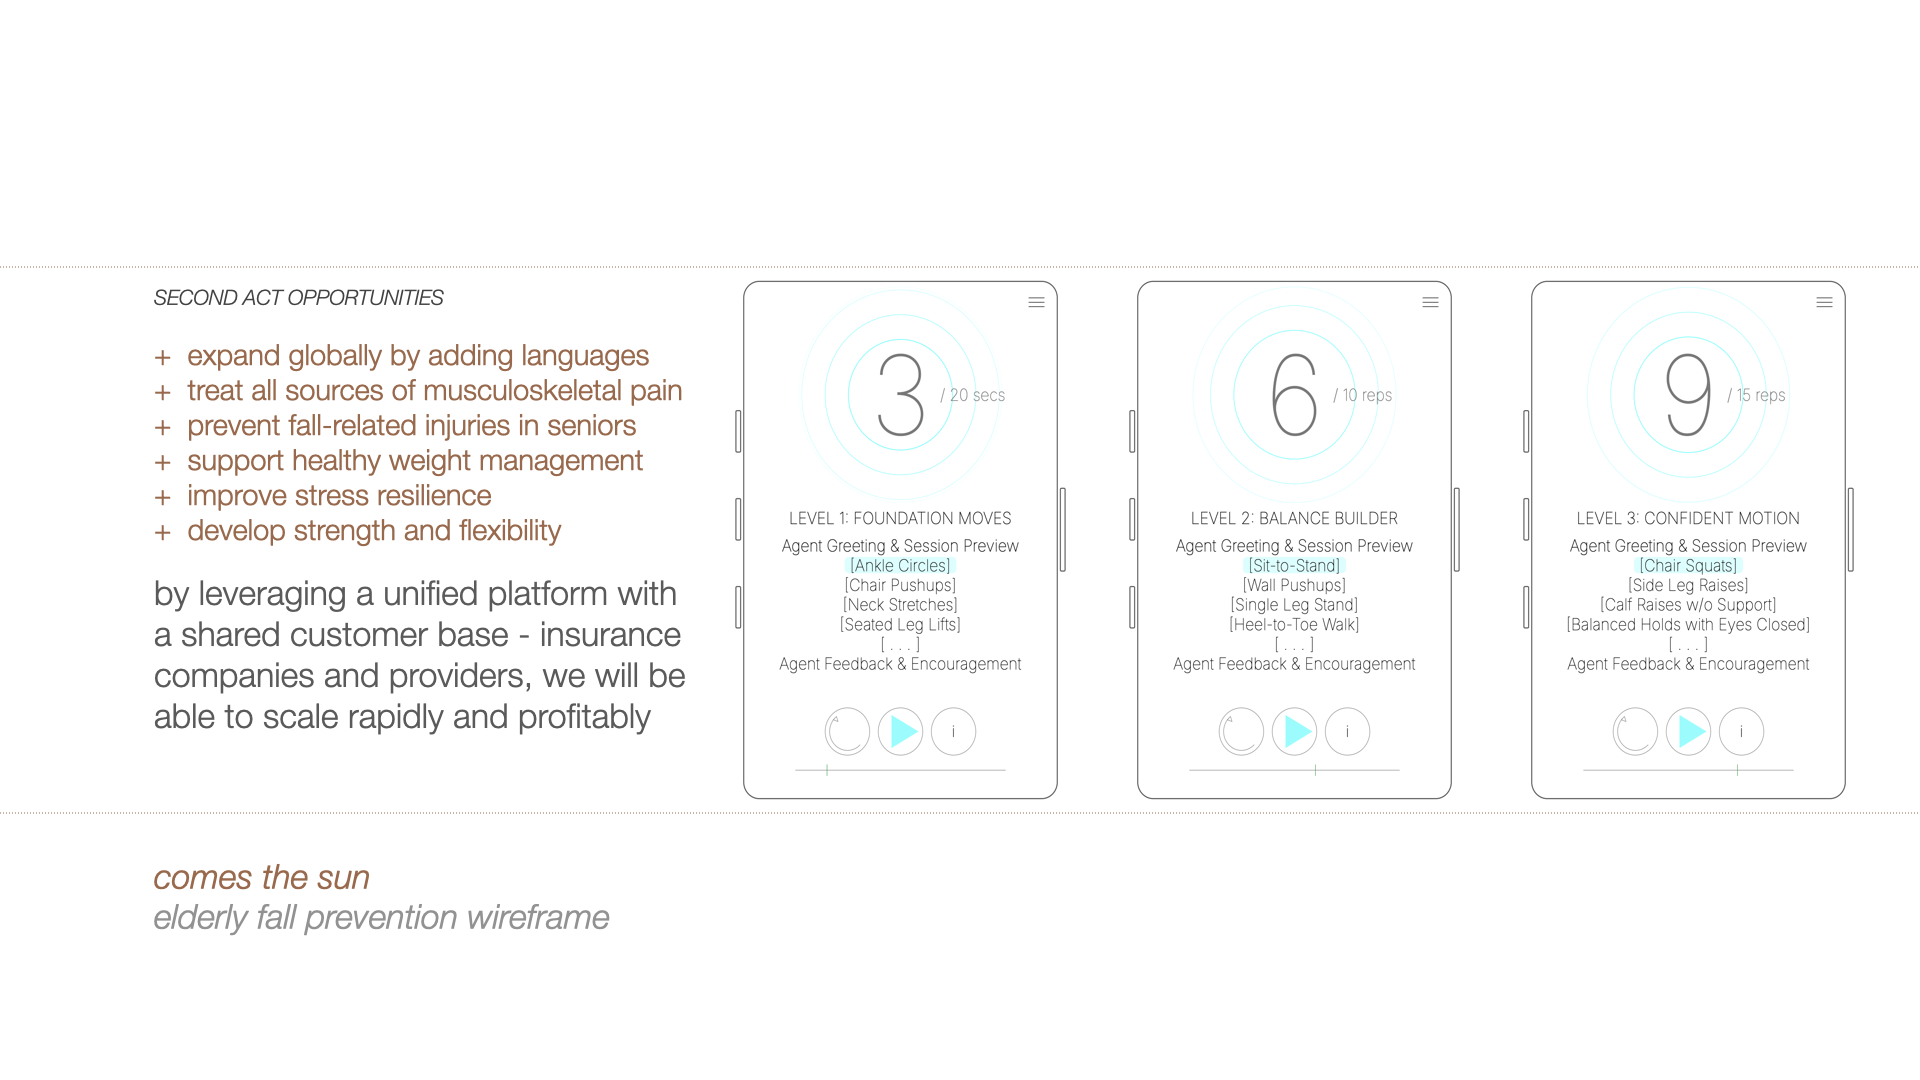 SECOND ACT OPPORTUNITIES
+ expand globally by adding languages
+ treat all sources of musculoskeletal pain
+ prevent fall-related injuries in seniors
+ support healthy weight management
+ improve stress resilience
+ develop strength and flexibility
by leveraging a unified platform with
a shared customer base - insurance
companies and providers, we will be
able to scale rapidly and profitably
3 / 20 secs
LEVEL 1: FOUNDATION MOVES
Agent Greeting & Session Preview
[Ankle Circles]
[Chair Pushups]
[Neck Stretches]
[Seated Leg Lifts]
[ . . . ]
Agent Feedback & Encouragement
i
6 / 10 reps
LEVEL 2: BALANCE BUILDER
Agent Greeting & Session Preview
[Sit-to-Stand]
[Wall Pushups]
[Single Leg Stand]
[Heel-to-Toe Walk]
[ . . . ]
Agent Feedback & Encouragement
i
9 / 15 reps
LEVEL 3: CONFIDENT MOTION
Agent Greeting & Session Preview
[Chair Squats]
[Side Leg Raises]
[Calf Raises w/o Support]
[Balanced Holds with Eyes Closed]
[ . . . ]
Agent Feedback & Encouragement
i
comes the sun
elderly fall prevention wireframe